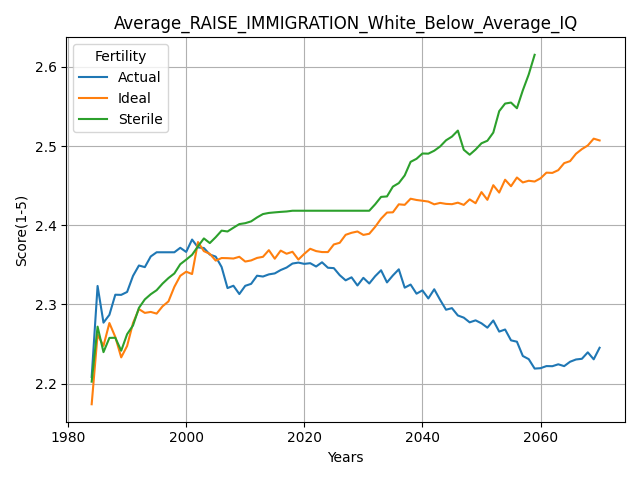 Average_RAISE_IMMIGRATION_White_Below_Average_IQ
Fertility
Actual
Ideal
Sterile
Score(1-5)
2.6
2.5
2.4
2.3
2.2
1980
2000
2020
2040
2060
Years